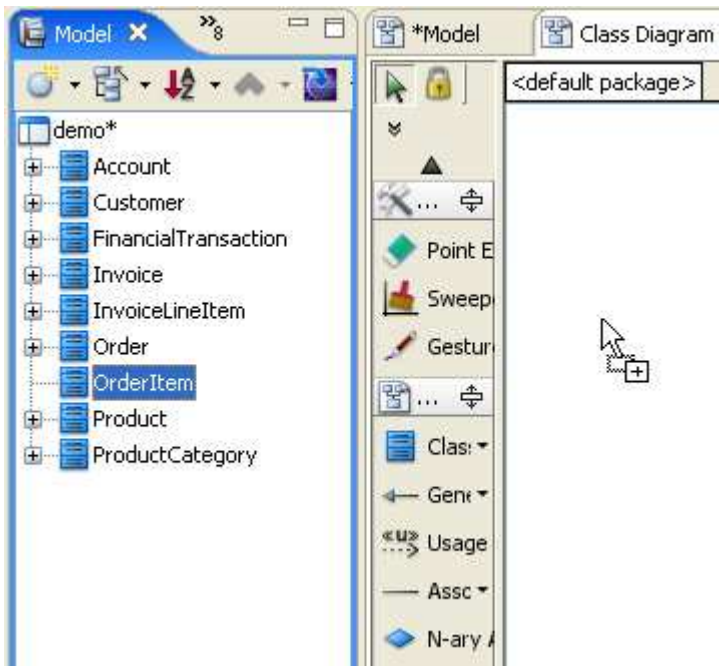 Model
»8
*Model
Class Diagram
<default package>
demo*
Account
Customer
FinancialTransaction
Invoice
InvoiceLineItem
Order
OrderItem
Product
ProductCategory
...
Point E
Sweep
Gestur
...
Clas
Gene
«u»
Usage
Assc
N-ary A